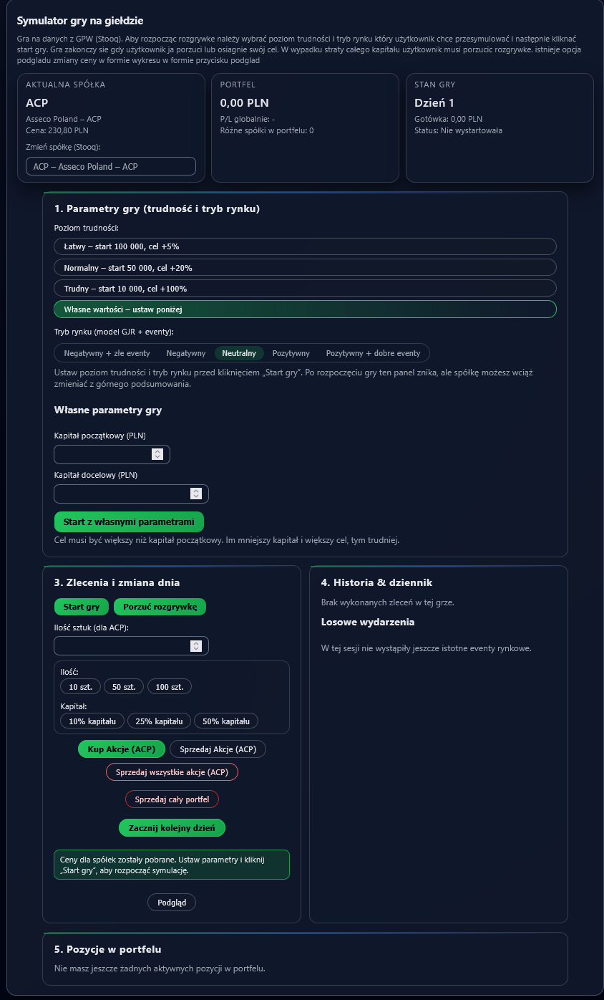 Symulator gry na giełdzie
Gra na danych z GPW (Stooq). Aby rozpocząc rozgrywke należy wybrać poziom trudności i tryb rynku który użytkownik chce przesymulować i następnie kliknać
start gry. Gra zakonczy sie gdy użytkownik ja porzuci lub osiagnie swój cel. W wypadku straty całego kapitału użytkownik musi porzucic rozgrywke. istnieje opcja
podgladu zmiany ceny w formie wykresu w formie przycisku podglad
AKTUALNA SPÓŁKA
ACP
Asseco Poland – ACP
Cena: 230,80 PLN
Zmień spółkę (Stooq):
ACP – Asseco Poland – ACP
PORTFEL
0,00 PLN
P/L globalnie: -
Różne spółki w portfelu: 0
STAN GRY
Dzień 1
Gotówka: 0,00 PLN
Status: Nie wystartowała
1. Parametry gry (trudność i tryb rynku)
Poziom trudności:
Łatwy – start 100 000, cel +5%
Normalny – start 50 000, cel +20%
Trudny – start 10 000, cel +100%
Własne wartości – ustaw poniżej
Tryb rynku (model GJR + eventy):
Negatywny + złe eventy Negatywny Neutralny Pozytywny Pozytywny + dobre eventy
Ustaw poziom trudności i tryb rynku przed kliknięciem „Start gry”. Po rozpoczęciu gry ten panel znika, ale spółkę możesz wciąż
zmieniać z górnego podsumowania.
Własne parametry gry
Kapitał początkowy (PLN)
Kapitał docelowy (PLN)
Start z własnymi parametrami
Cel musi być większy niż kapitał początkowy. Im mniejszy kapitał i większy cel, tym trudniej.
3. Zlecenia i zmiana dnia
Start gry Porzuć rozgrywkę
Ilość sztuk (dla ACP):
Ilość:
10 szt. 50 szt. 100 szt.
Kapitał:
10% kapitału 25% kapitału 50% kapitału
Kup Akcje (ACP) Sprzedaj Akcje (ACP)
Sprzedaj wszystkie akcje (ACP)
Sprzedaj cały portfel
Zacznij kolejny dzień
Ceny dla spółek zostały pobrane. Ustaw parametry i kliknij
„Start gry”, aby rozpocząć symulację.
Podgląd
4. Historia & dziennik
Brak wykonanych zleceń w tej grze.
Losowe wydarzenia
W tej sesji nie wystąpiły jeszcze istotne eventy rynkowe.
5. Pozycje w portfelu
Nie masz jeszcze żadnych aktywnych pozycji w portfelu.